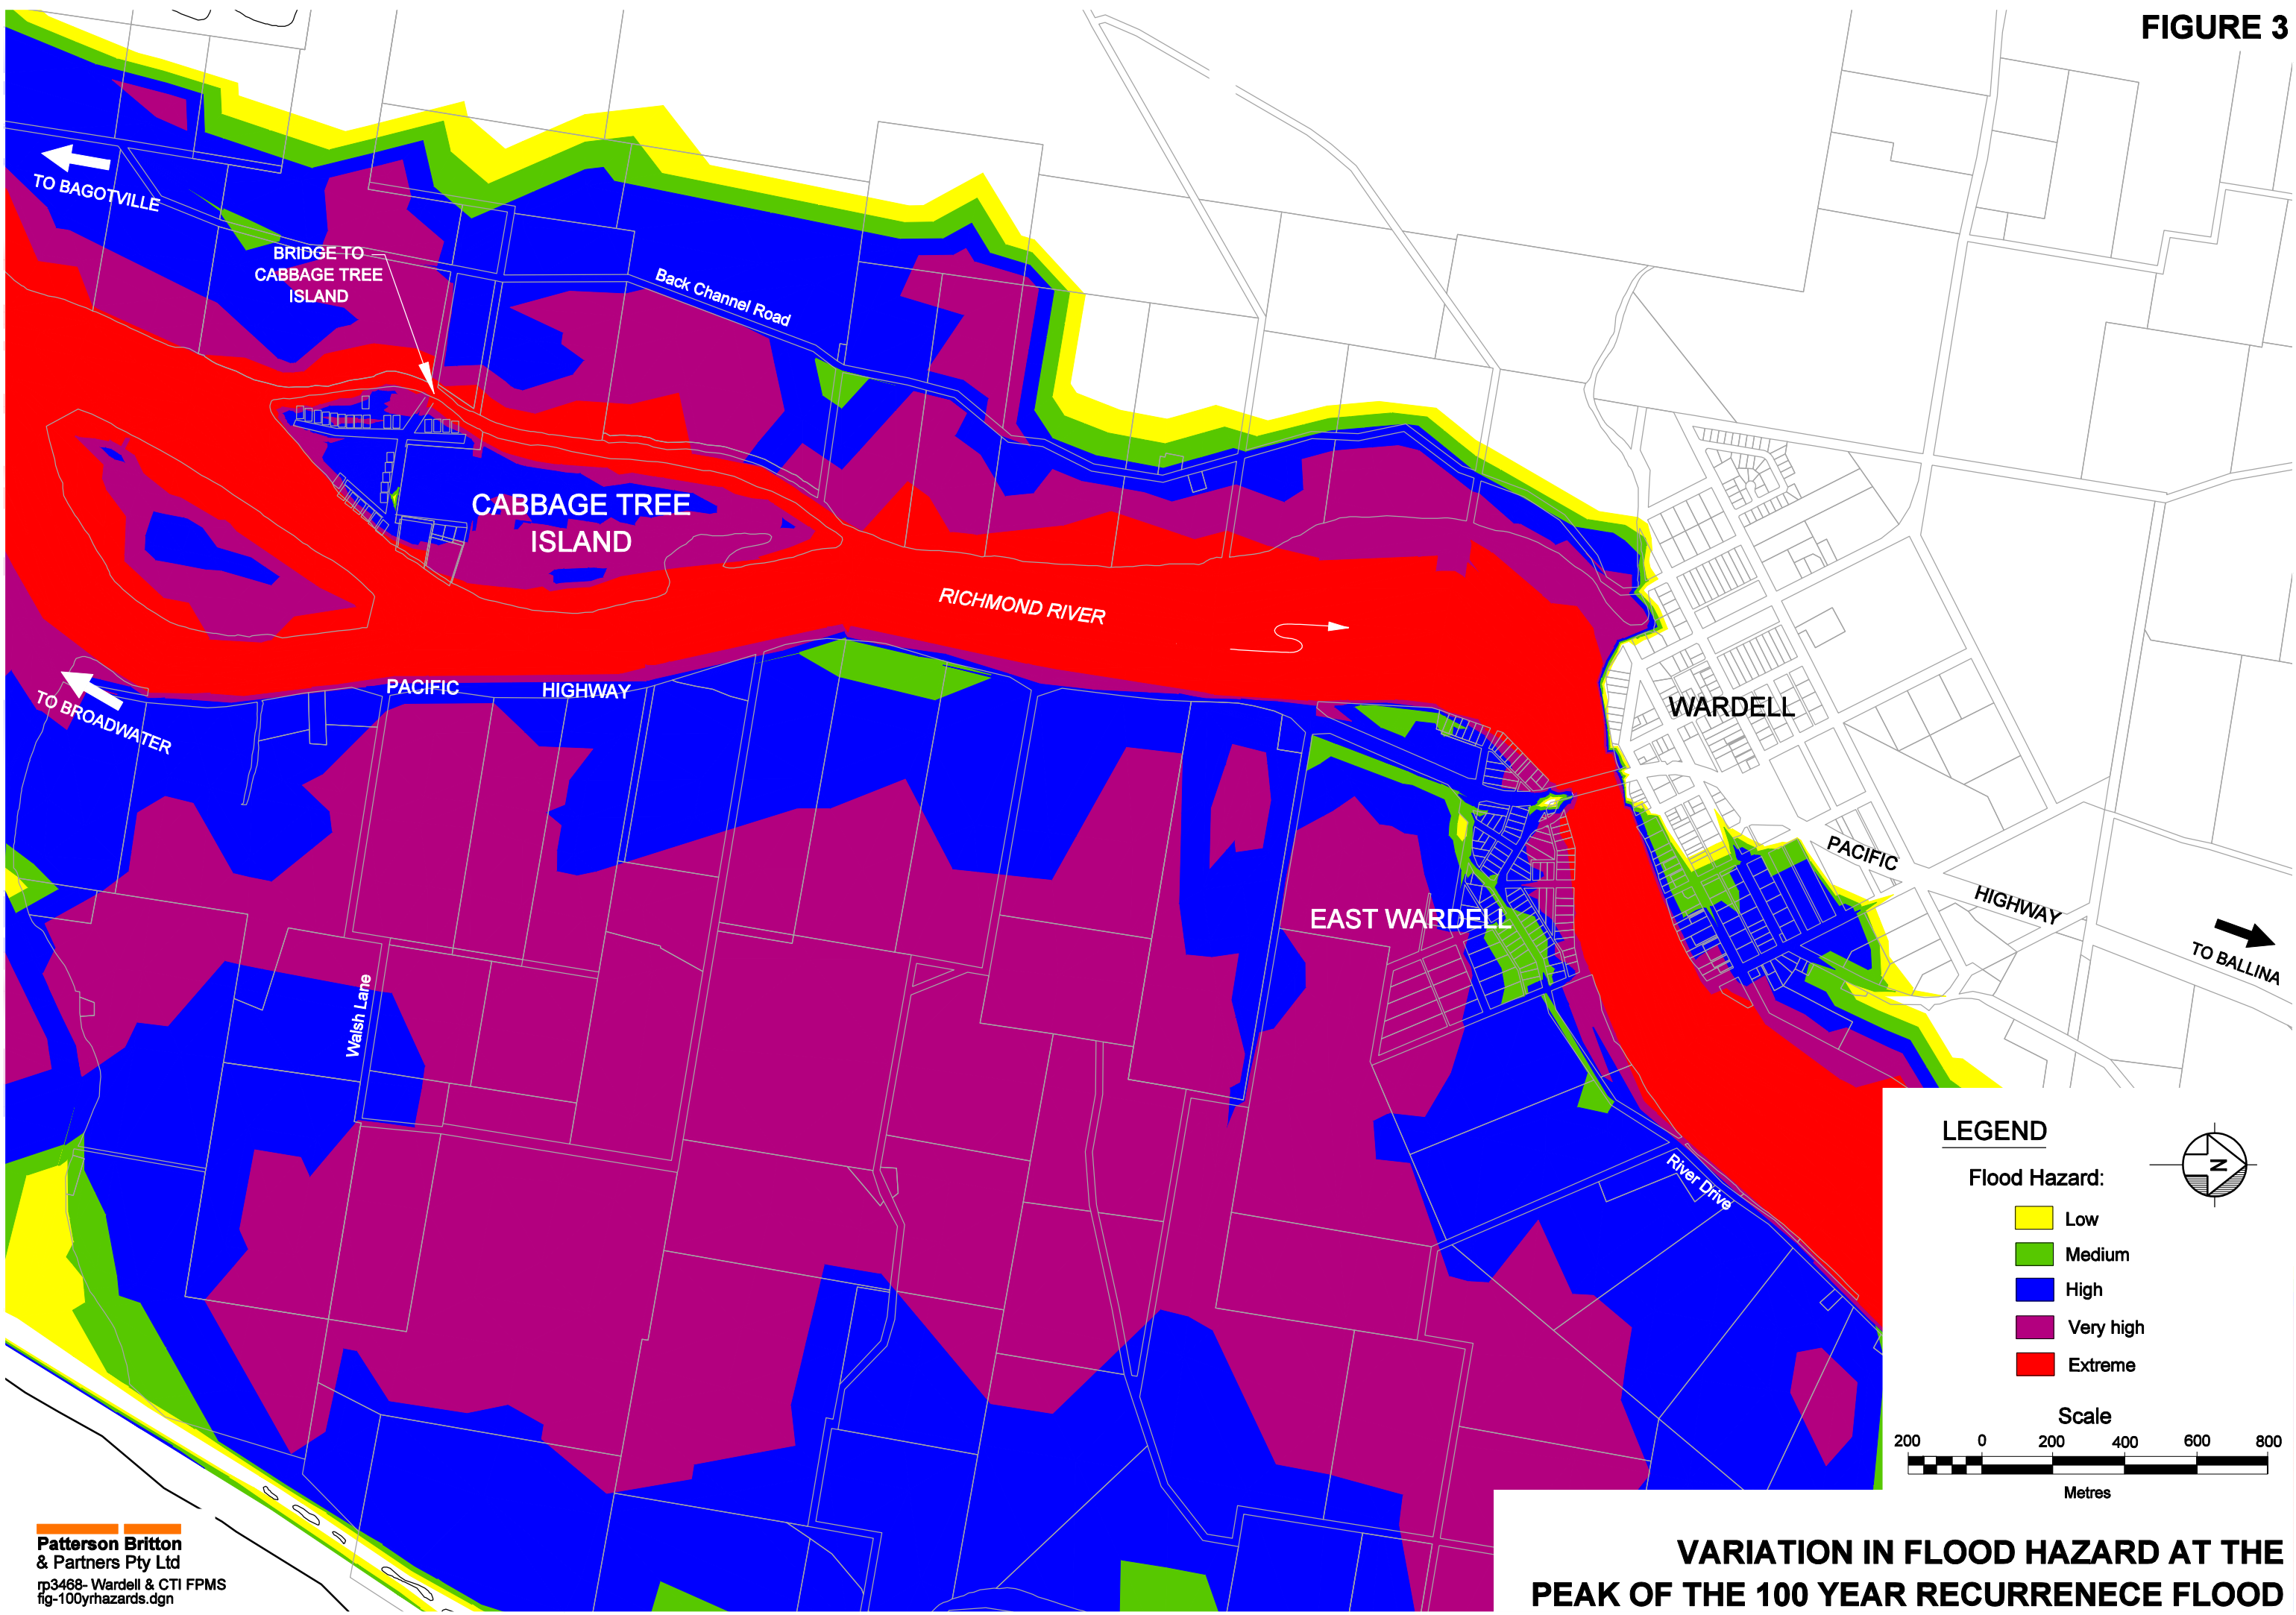 FIGURE 3
TO BAGOTVILLE
BRIDGE TO
CABBAGE TREE
ISLAND
Back Channel Road
CABBAGE TREE
ISLAND
RICHMOND RIVER
TO BROADWATER
PACIFIC HIGHWAY
WARDELL
PACIFIC
HIGHWAY
EAST WARDELL
TO BALLINA
Walsh Lane
River Drive
LEGEND
N
Flood Hazard:
Low
Medium
High
Very high
Extreme
Scale
200 0 200 400 600 800
Metres
Patterson Britton
& Partners Pty Ltd
rp3468- Wardell & CTI FPMS
fig-100yrhazards.dgn
VARIATION IN FLOOD HAZARD AT THE
PEAK OF THE 100 YEAR RECURRENECE FLOOD